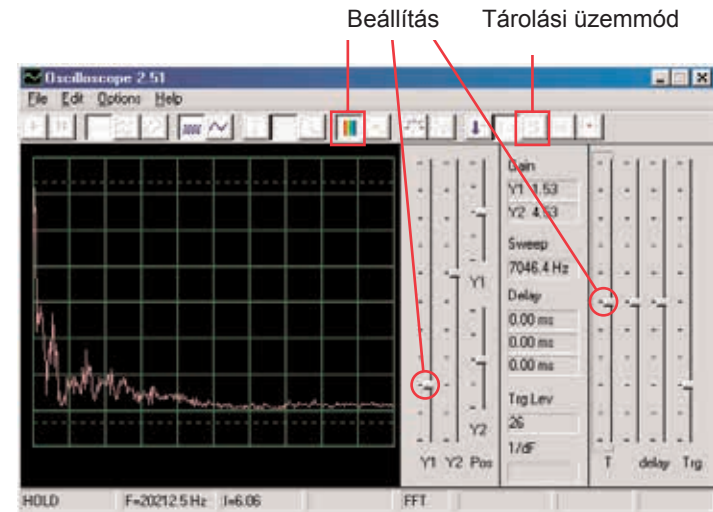 Beállítás Tárolási üzemmód
Oscilloscope 2.51
File Edit Options Help
Gain
Y1 1.53
Y2 4.53
Sweep
7046.4 Hz
Delay
0.00 ms
0.00 ms
0.00 ms
Trg Lev
26
1/dF
Y1
Y2
Y1 Y2 Pos
T delay Trg
HOLD F=20212.5 Hz I=6.06 FFT